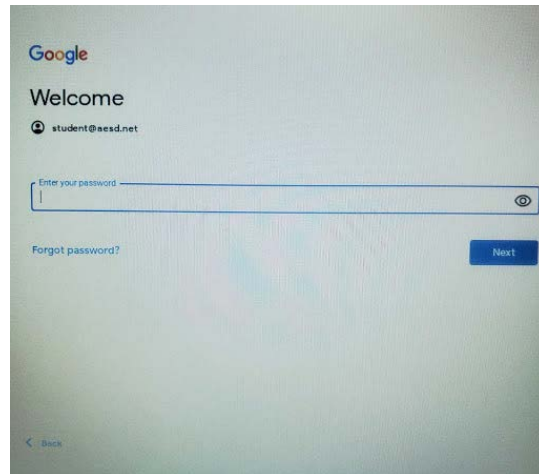 Google
Welcome
student@aesd.net
Enter your password
Forgot password?
Next
Back